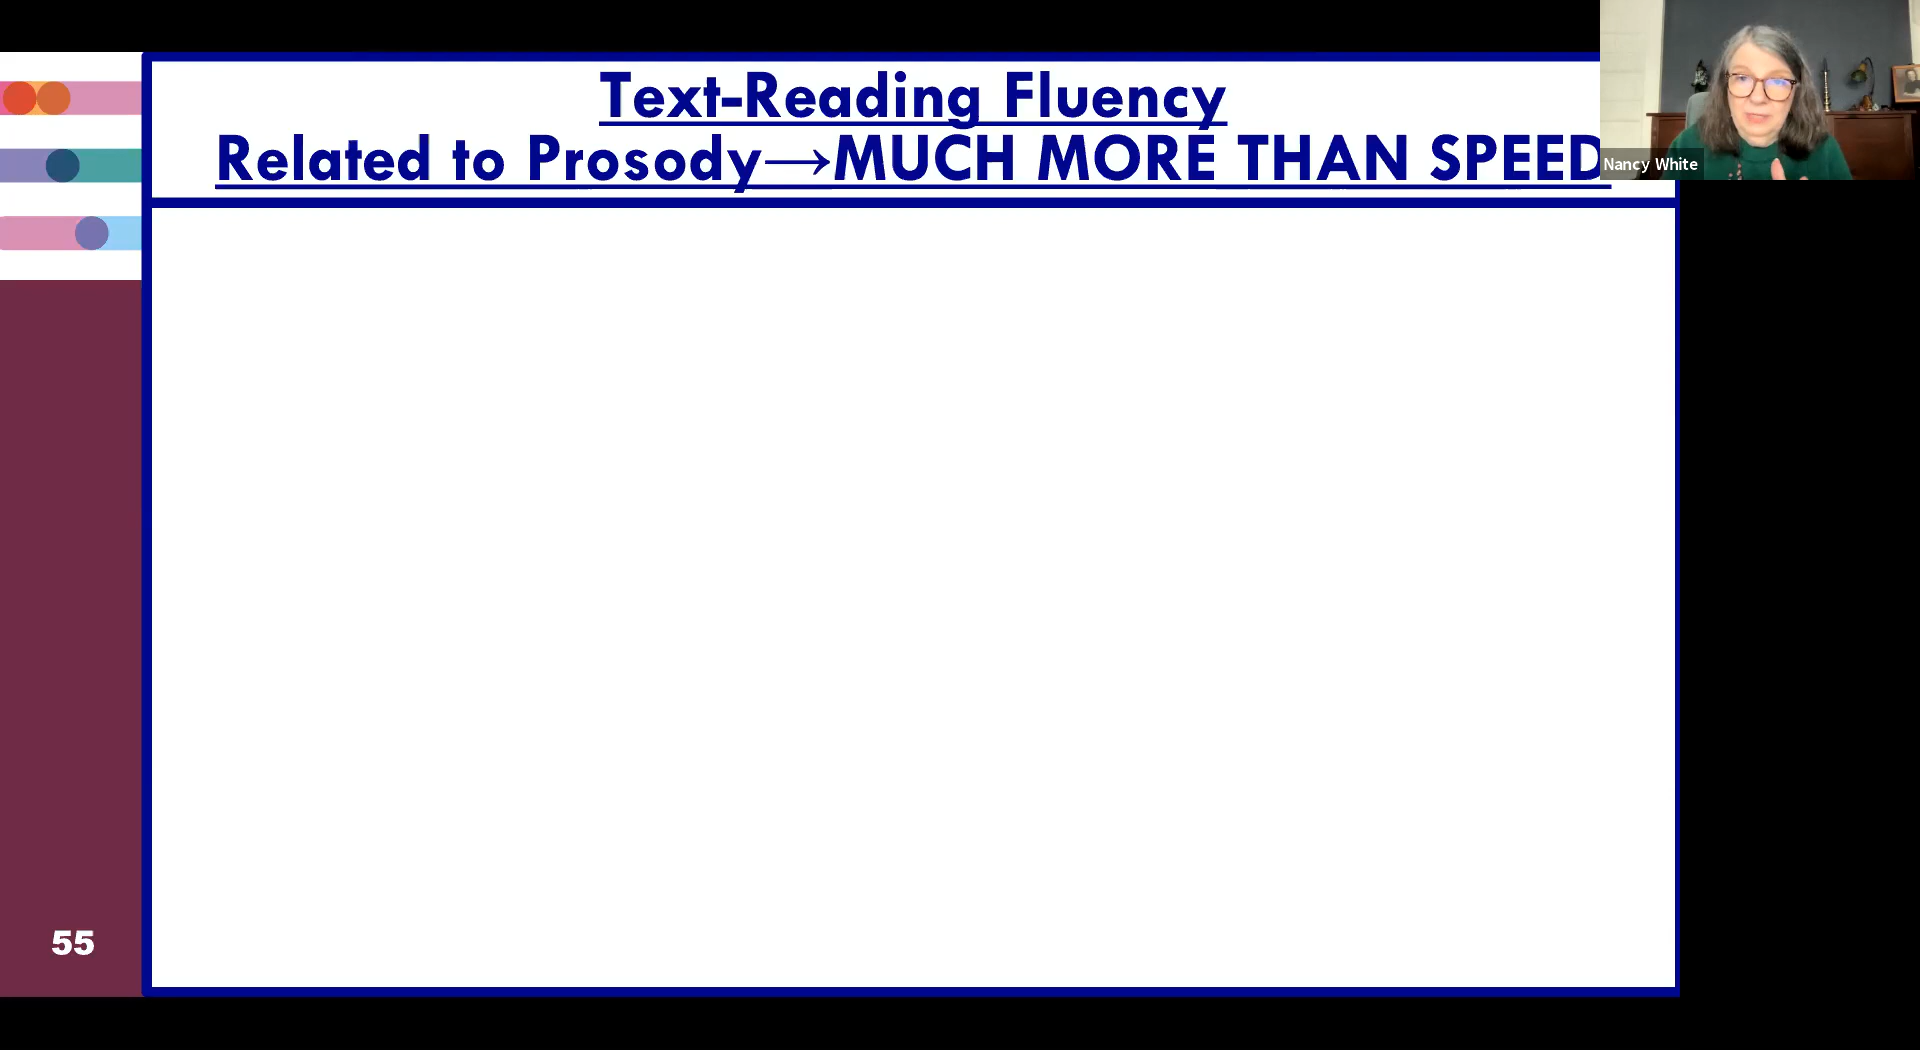 Text-Reading Fluency
Related to Prosody→MUCH MORE THAN SPEED
Nancy White
55